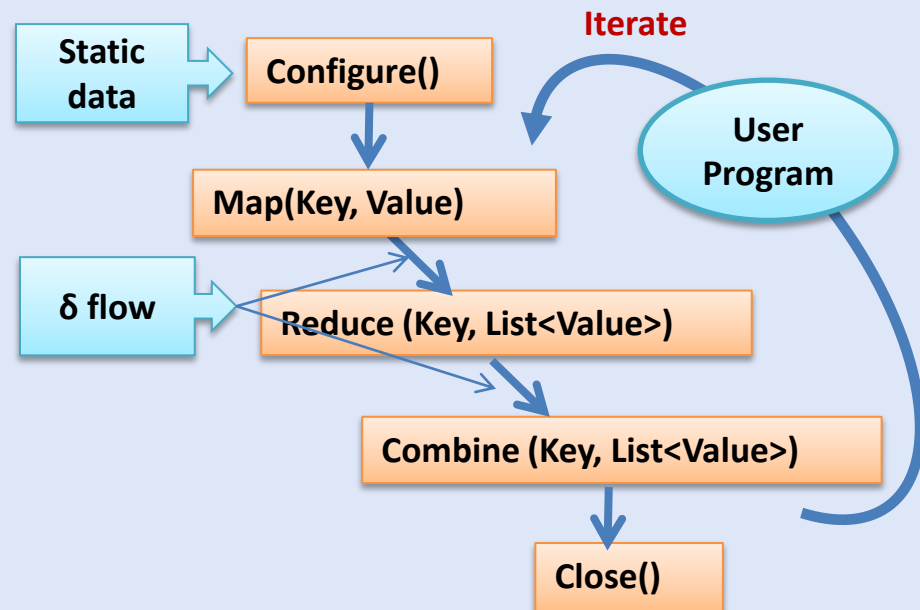 Iterate
Static
data
Configure()
User
Program
Map(Key, Value)
δ flow
Reduce (Key, List<Value>)
Combine (Key, List<Value>)
Close()